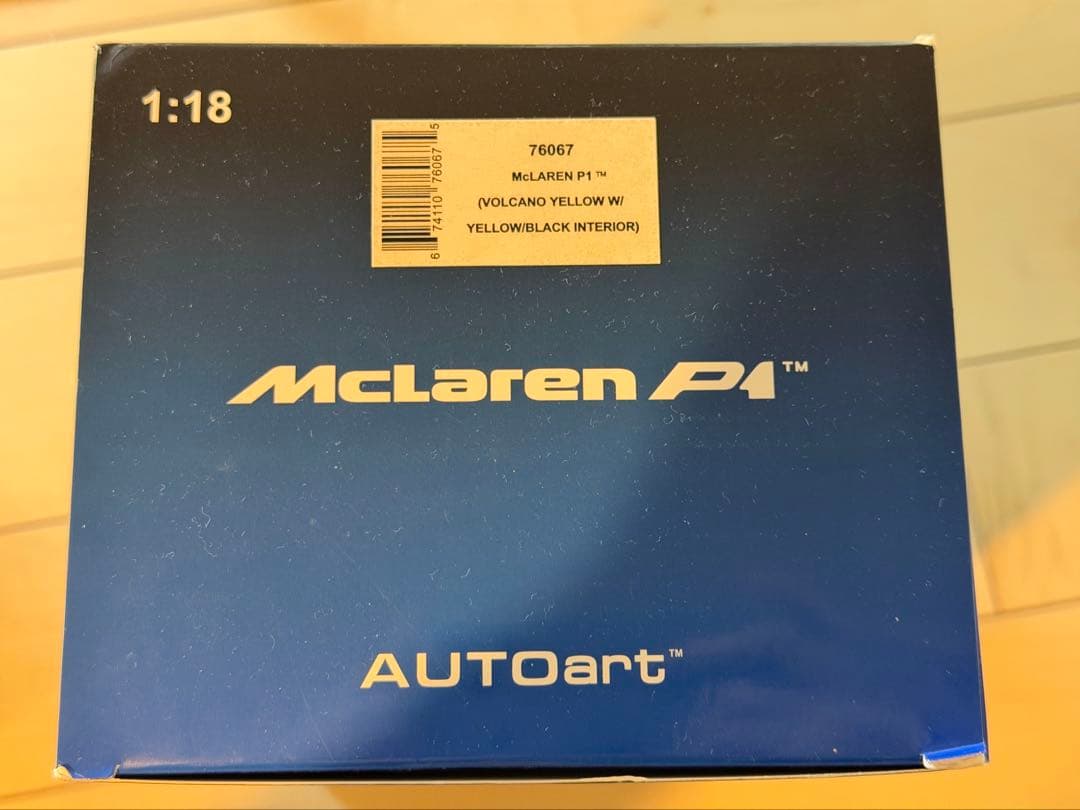 1:18
76067
McLAREN P1 ™
(VOLCANO YELLOW W/
YELLOW/BLACK INTERIOR)
6 74110 76067 5
McLaren P1™
AUTOart™